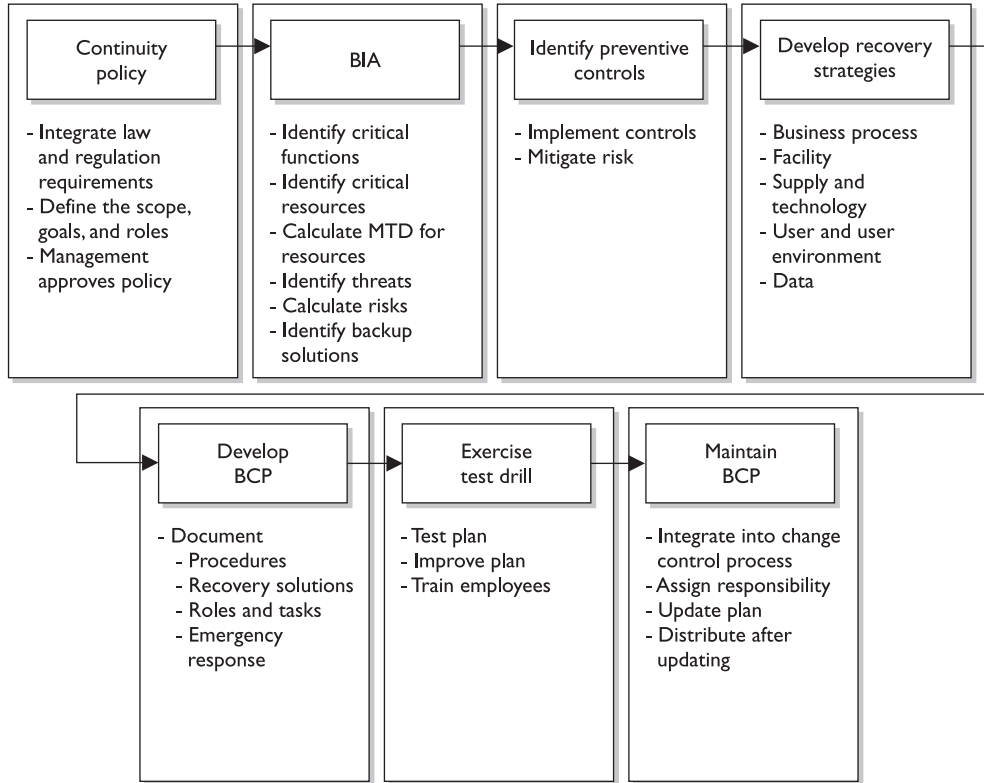 Continuity
policy
- Integrate law
and regulation
requirements
- Define the scope,
goals, and roles
- Management
approves policy
BIA
- Identify critical
functions
- Identify critical
resources
- Calculate MTD for
resources
- Identify threats
- Calculate risks
- Identify backup
solutions
Identify preventive
controls
- Implement controls
- Mitigate risk
Develop recovery
strategies
- Business process
- Facility
- Supply and
technology
- User and user
environment
- Data
Develop
BCP
- Document
- Procedures
- Recovery solutions
- Roles and tasks
- Emergency
response
Exercise
test drill
- Test plan
- Improve plan
- Train employees
Maintain
BCP
- Integrate into change
control process
- Assign responsibility
- Update plan
- Distribute after
updating